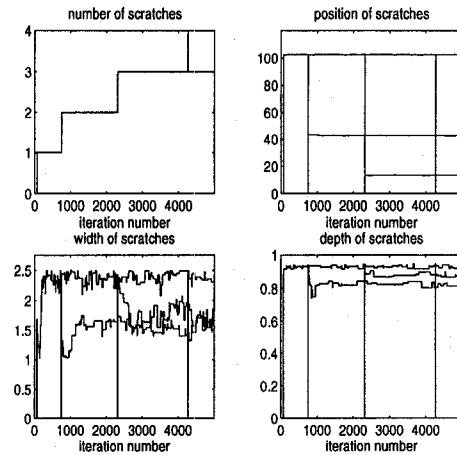 number of scratches
4
3
2
1
0
0 1000 2000 3000 4000
iteration number
position of scratches
100
80
60
40
20
0
0 1000 2000 3000 4000
iteration number
width of scratches
2.5
2
1.5
1
0.5
0
0 1000 2000 3000 4000
iteration number
depth of scratches
1
0.8
0.6
0.4
0.2
0
0 1000 2000 3000 4000
iteration number